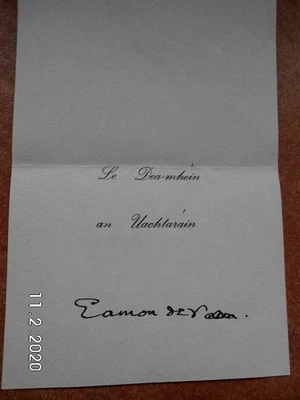 Le Dea-mhéin
an Uachtaráin
Eamon de Valera.
11.2.2020